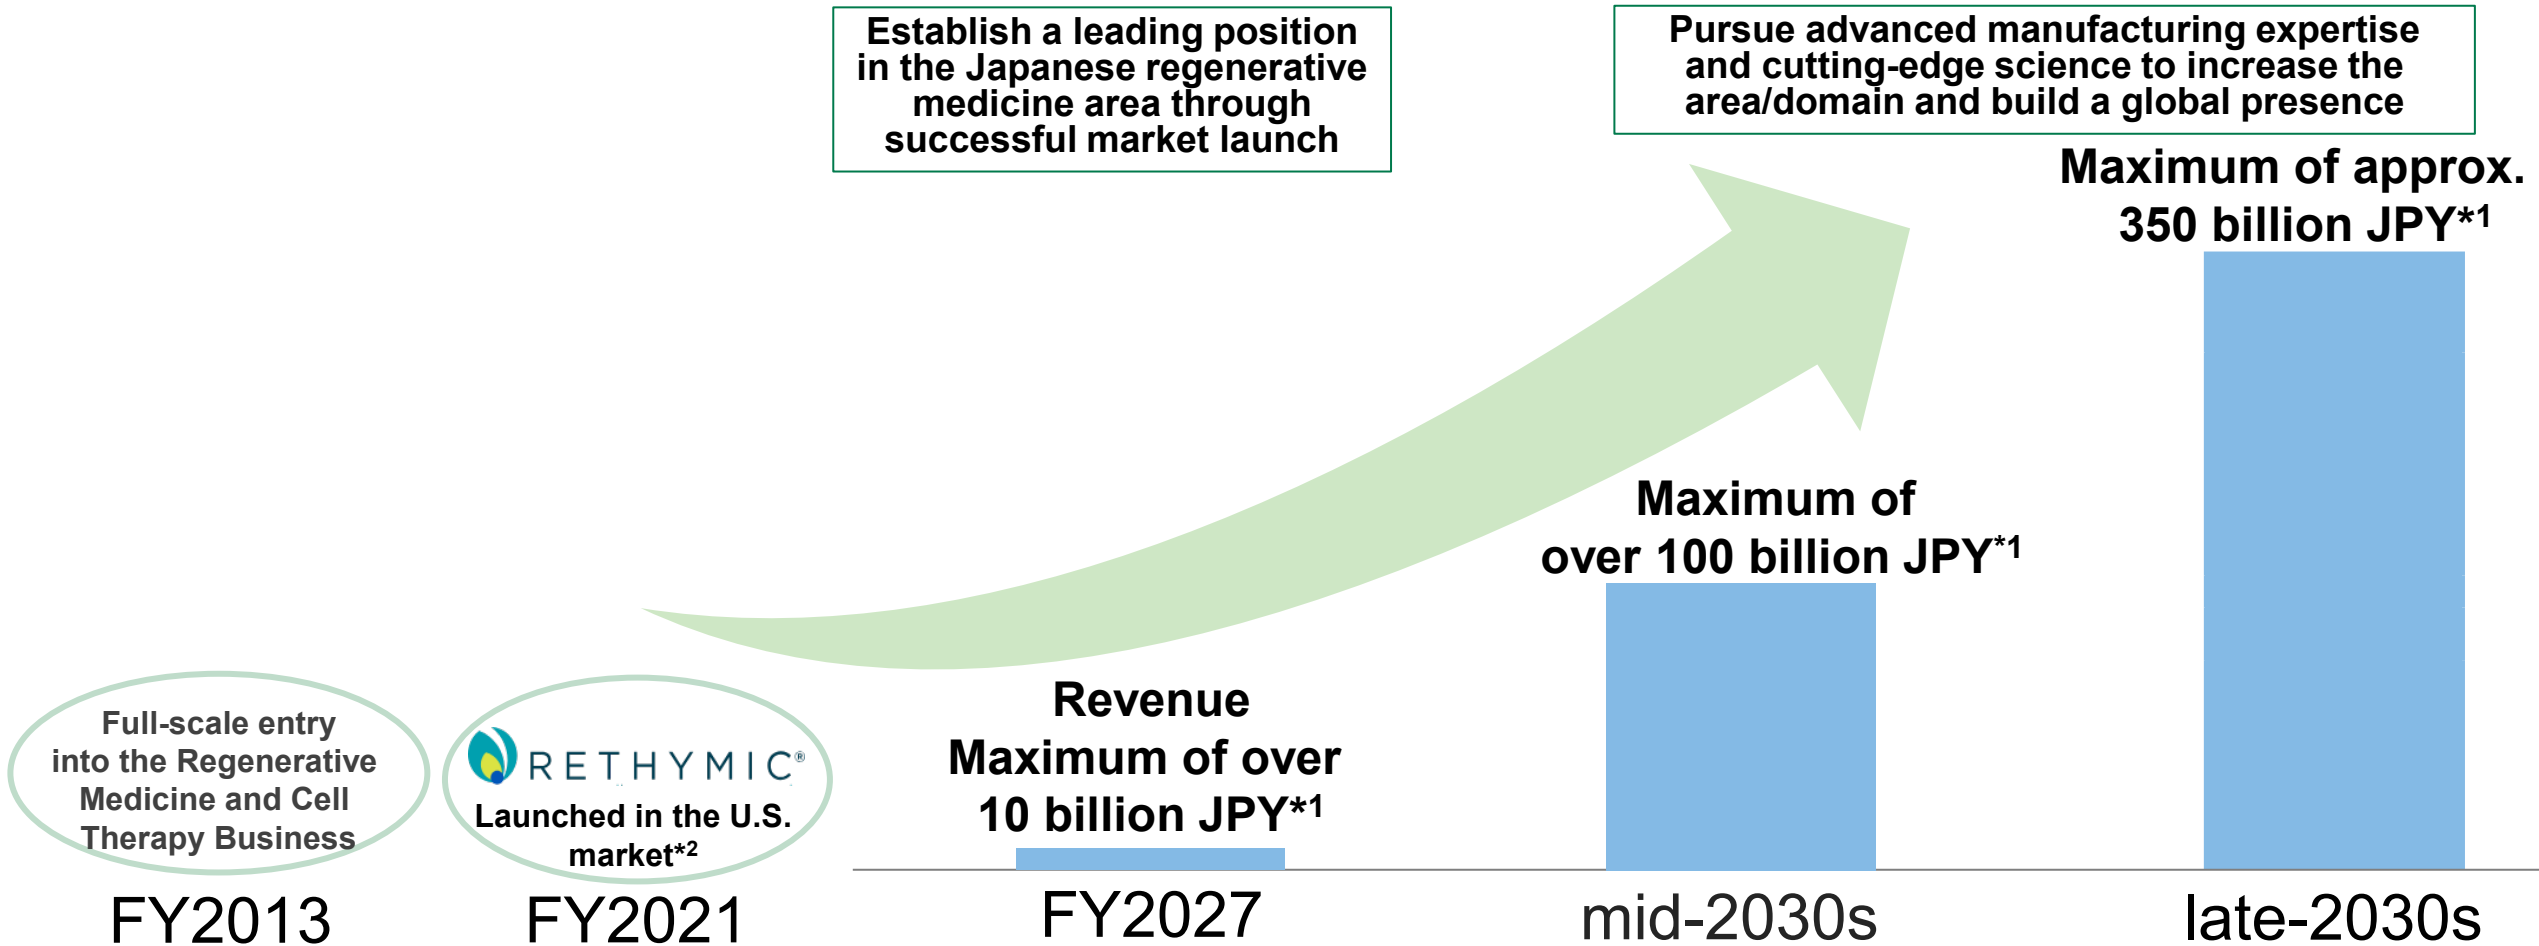 Establish a leading position
in the Japanese regenerative
medicine area through
successful market launch
Pursue advanced manufacturing expertise
and cutting-edge science to increase the
area/domain and build a global presence
Maximum of approx.
350 billion JPY*1
Maximum of
over 100 billion JPY*1
Revenue
Maximum of over
10 billion JPY*1
Full-scale entry
into the Regenerative
Medicine and Cell
Therapy Business
RETHYMIC®
Launched in the U.S.
market*2
FY2013
FY2021
FY2027
mid-2030s
late-2030s